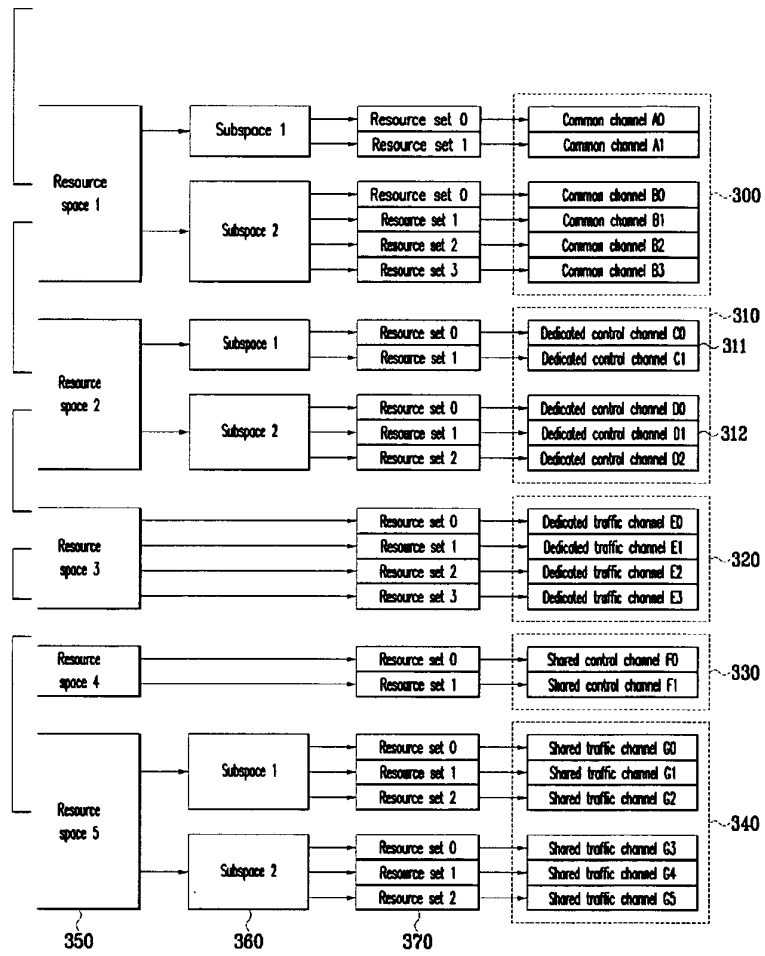 Resource space 1
Subspace 1
Resource set 0
Common channel A0
Resource set 1
Common channel A1
Subspace 2
Resource set 0
Common channel B0
Resource set 1
Common channel B1
Resource set 2
Common channel B2
Resource set 3
Common channel B3
300
Resource space 2
Subspace 1
Resource set 0
Dedicated control channel C0
Resource set 1
Dedicated control channel C1
310
311
Subspace 2
Resource set 0
Dedicated control channel D0
Resource set 1
Dedicated control channel D1
312
Resource set 2
Dedicated control channel D2
Resource space 3
Resource set 0
Dedicated traffic channel E0
Resource set 1
Dedicated traffic channel E1
Resource set 2
Dedicated traffic channel E2
Resource set 3
Dedicated traffic channel E3
320
Resource space 4
Resource set 0
Shared control channel F0
Resource set 1
Shared control channel F1
330
Resource space 5
Subspace 1
Resource set 0
Shared traffic channel G0
Resource set 1
Shared traffic channel G1
Resource set 2
Shared traffic channel G2
340
Subspace 2
Resource set 0
Shared traffic channel G3
Resource set 1
Shared traffic channel G4
Resource set 2
Shared traffic channel G5
350
360
370